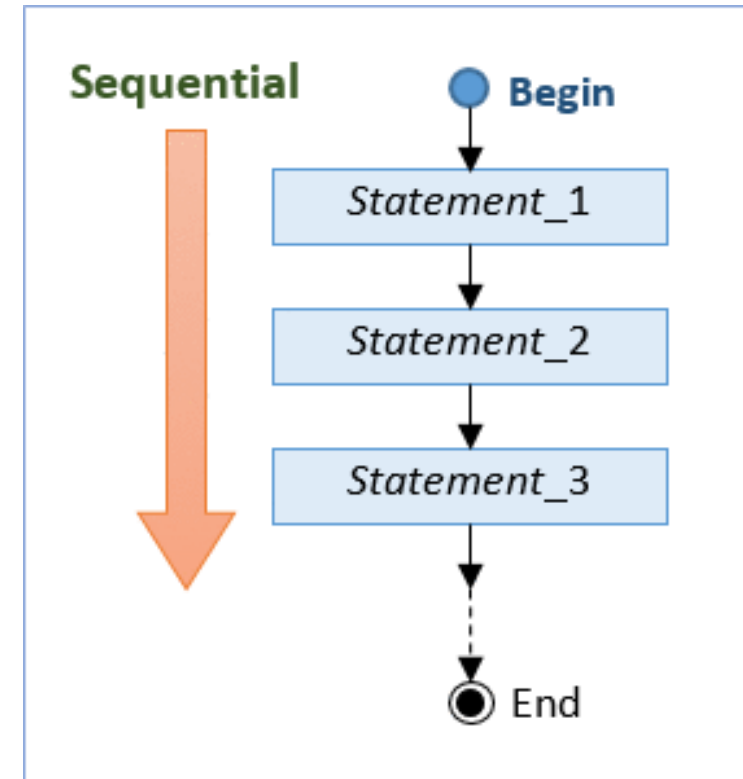 Sequential
Begin
Statement_1
Statement_2
Statement_3
End